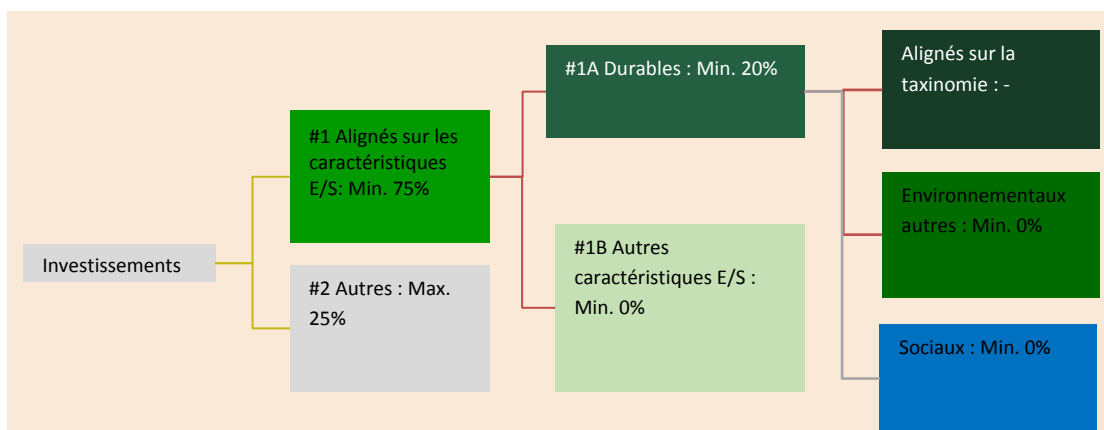 Investissements
#1 Alignés sur les
caractéristiques
E/S: Min. 75%
#2 Autres : Max.
25%
#1A Durables : Min. 20%
#1B Autres
caractéristiques E/S :
Min. 0%
Alignés sur la
taxinomie : -
Environnementaux
autres : Min. 0%
Sociaux : Min. 0%